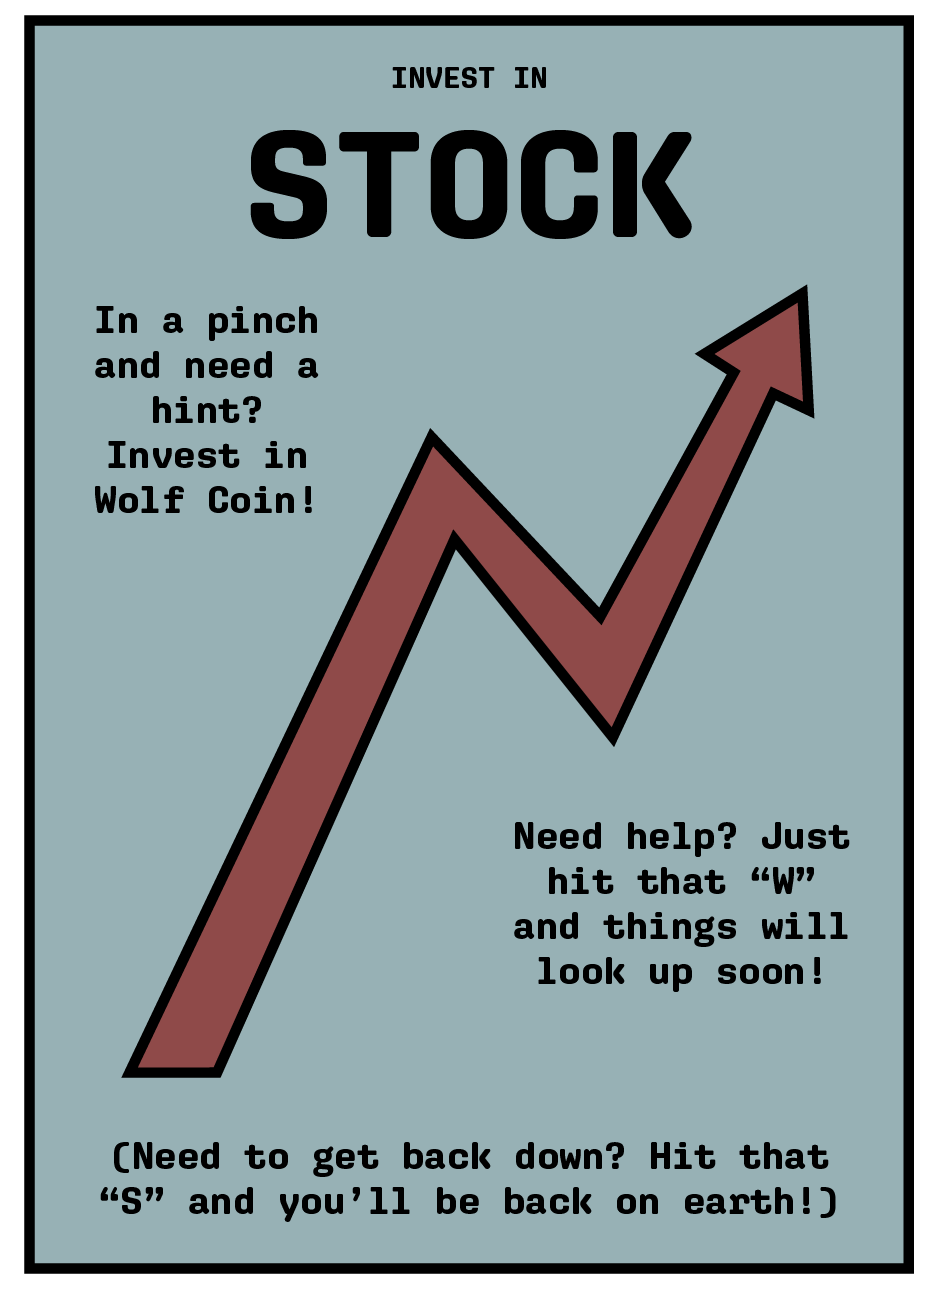 INVEST IN
STOCK
In a pinch
and need a
hint?
Invest in
Wolf Coin!
Need help? Just
hit that “W”
and things will
look up soon!
(Need to get back down? Hit that
“S” and you’ll be back on earth!)